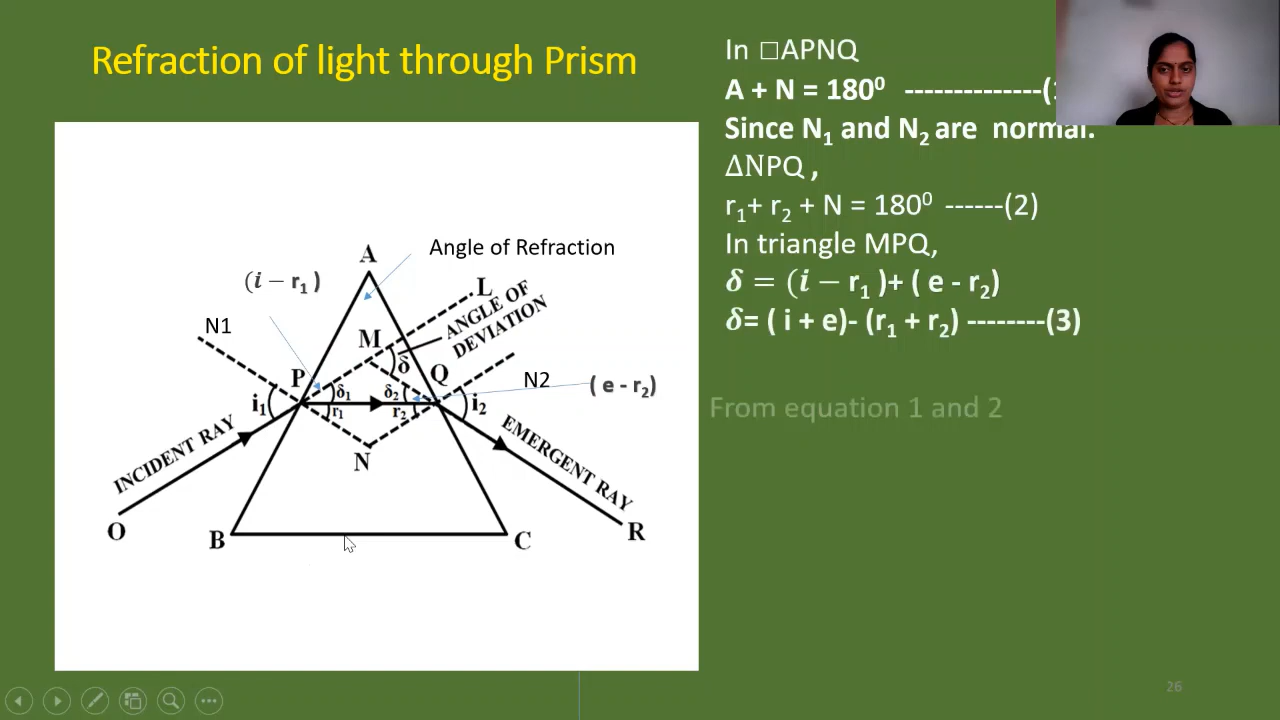 Refraction of light through Prism
In □APNQ
A + N = 180⁰ --------------(
Since N₁ and N₂ are normal.
ΔNPQ ,
r₁+ r₂ + N = 180⁰ ------(2)
In triangle MPQ,
δ = (i − r₁ )+ ( e - r₂)
δ= ( i + e)- (r₁ + r₂) --------(3)
From equation 1 and 2
A
Angle of Refraction
(i − r₁ )
L
ANGLE OF
DEVIATION
N1
M
δ
P
Q
N2
( e - r₂)
i₁
δ₁
δ₂
r₁
r₂
i₂
INCIDENT RAY
EMERGENT RAY
N
O
B
C
R
26